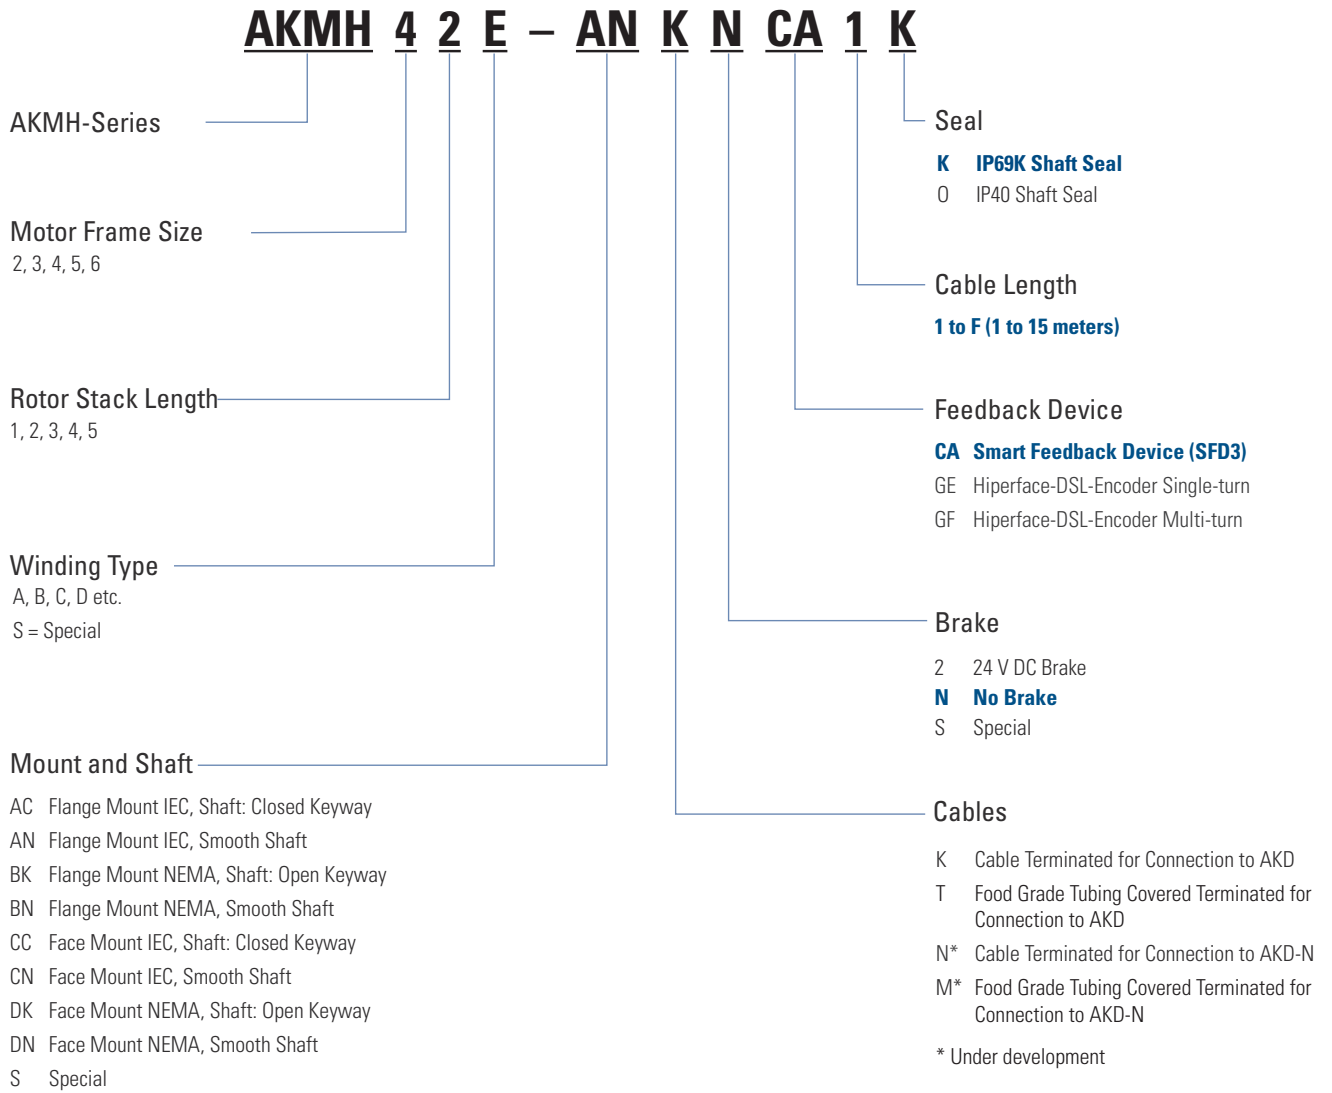 AKMH 4 2 E – AN K N CA 1 K
AKMH-Series
Motor Frame Size
2, 3, 4, 5, 6
Rotor Stack Length
1, 2, 3, 4, 5
Winding Type
A, B, C, D etc.
S = Special
Mount and Shaft
AC Flange Mount IEC, Shaft: Closed Keyway
AN Flange Mount IEC, Smooth Shaft
BK Flange Mount NEMA, Shaft: Open Keyway
BN Flange Mount NEMA, Smooth Shaft
CC Face Mount IEC, Shaft: Closed Keyway
CN Face Mount IEC, Smooth Shaft
DK Face Mount NEMA, Shaft: Open Keyway
DN Face Mount NEMA, Smooth Shaft
S Special
Seal
K IP69K Shaft Seal
O IP40 Shaft Seal
Cable Length
1 to F (1 to 15 meters)
Feedback Device
CA Smart Feedback Device (SFD3)
GE Hiperface-DSL-Encoder Single-turn
GF Hiperface-DSL-Encoder Multi-turn
Brake
2 24 V DC Brake
N No Brake
S Special
Cables
K Cable Terminated for Connection to AKD
T Food Grade Tubing Covered Terminated for
Connection to AKD
N* Cable Terminated for Connection to AKD-N
M* Food Grade Tubing Covered Terminated for
Connection to AKD-N
* Under development